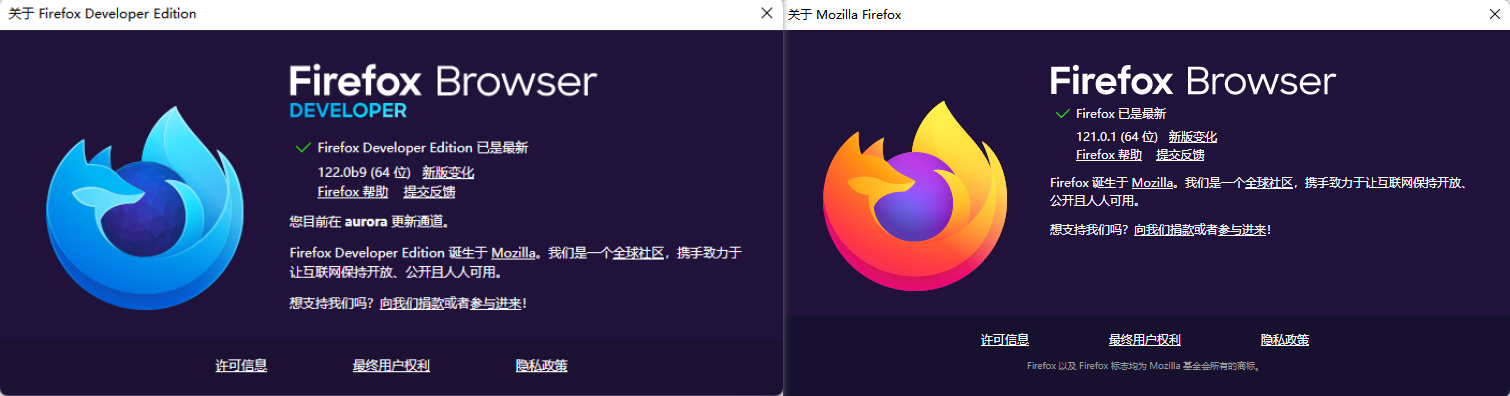 关于 Firefox Developer Edition
Firefox Browser
DEVELOPER
Firefox Developer Edition 已是最新
122.0b9 (64 位) 新版变化
Firefox 帮助 提交反馈
您目前在 aurora 更新通道。
Firefox Developer Edition 诞生于 Mozilla。我们是一个全球社区，携手致力于
让互联网保持开放、公开且人人可用。
想支持我们吗？向我们捐款或者参与进来！
许可信息 最终用户权利 隐私政策
关于 Mozilla Firefox
Firefox Browser
Firefox 已是最新
121.0.1 (64 位) 新版变化
Firefox 帮助 提交反馈
Firefox 诞生于 Mozilla。我们是一个全球社区，携手致力于让互联网保持开放、
公开且人人可用。
想支持我们吗？向我们捐款或者参与进来！
许可信息 最终用户权利 隐私政策
Firefox 以及 Firefox 标志均为 Mozilla 基金会所有的商标。